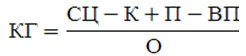 КГ = (СЦ − К + П − ВП) / О